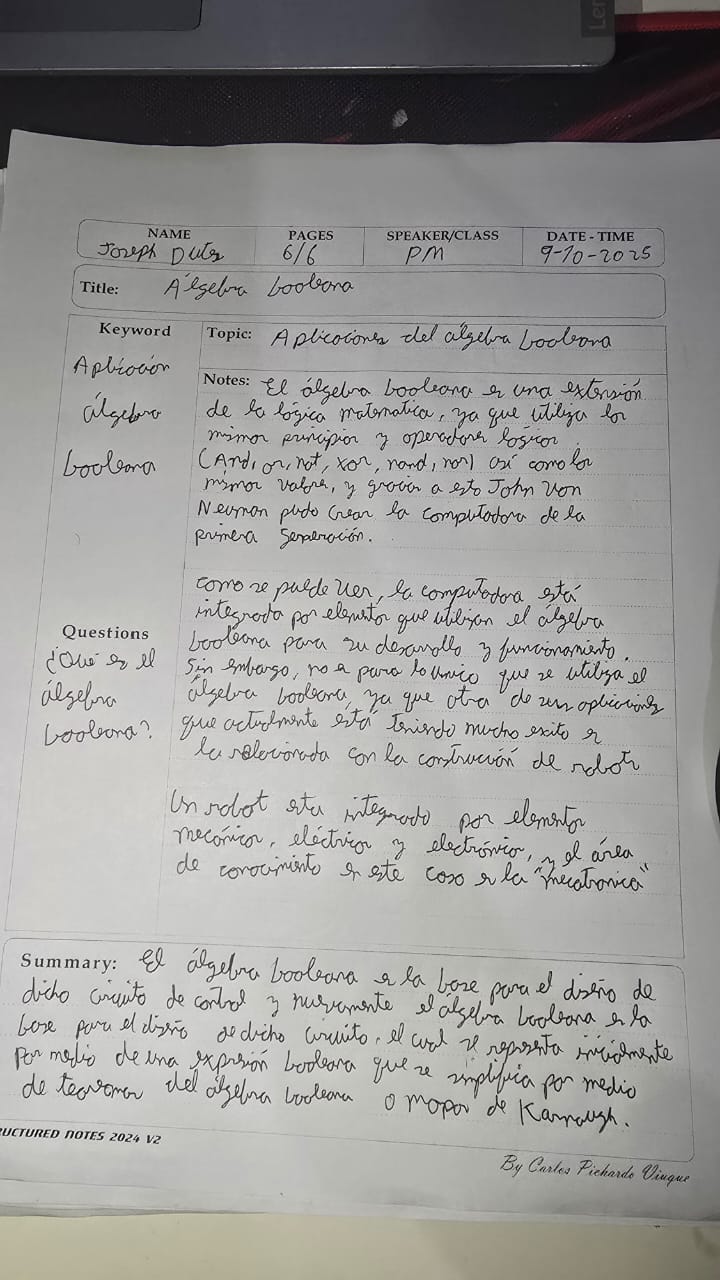 Len
NAME PAGES SPEAKER/CLASS DATE - TIME
Joseph 6/6 PM 9-10-2025
Title: Álgebra booleana
Keyword
Aplicación
álgebra
booleana
Topic: Aplicaciones del álgebra booleana
Notes: El álgebra booleana es una extensión
de la lógica matematica, ya que utiliza los
mismos principios y operadores lógicos.
(And, or, not, xor, nand, nor) así como los
mismos valores, y gracias a esto John Von
Neuman pudo crear la computadora de la
primera generación.
como se puede ver, la computadora está
integrada por elementos que utilizan el álgebra
booleana para su desarrollo y funcionamiento.
Sin embargo, no es para lo unico que se utiliza el
álgebra booleana, ya que otra de sus aplicaciones
que actualmente está teniendo mucho exito es
la relacionada con la construcción de robots
Un robot esta integrado por elementos
mecánicos, eléctricos y electrónico, y el área
de conocimiento en este caso es la "mecatronica"
Questions
¿Qué es el
álgebra
booleana?
Summary: El álgebra booleana es la base para el diseño de
dicho circuito de control y nuevamente el álgebra booleana es la
base para el diseño de dicho circuito, el cual se representa inicialmente
por medio de una expresión booleana que se simplifica por medio
de teoremas del álgebra booleana o mapas de Karnaugh.
UCTURED NOTES 2024 V2
By Carlos Pichardo Viuque